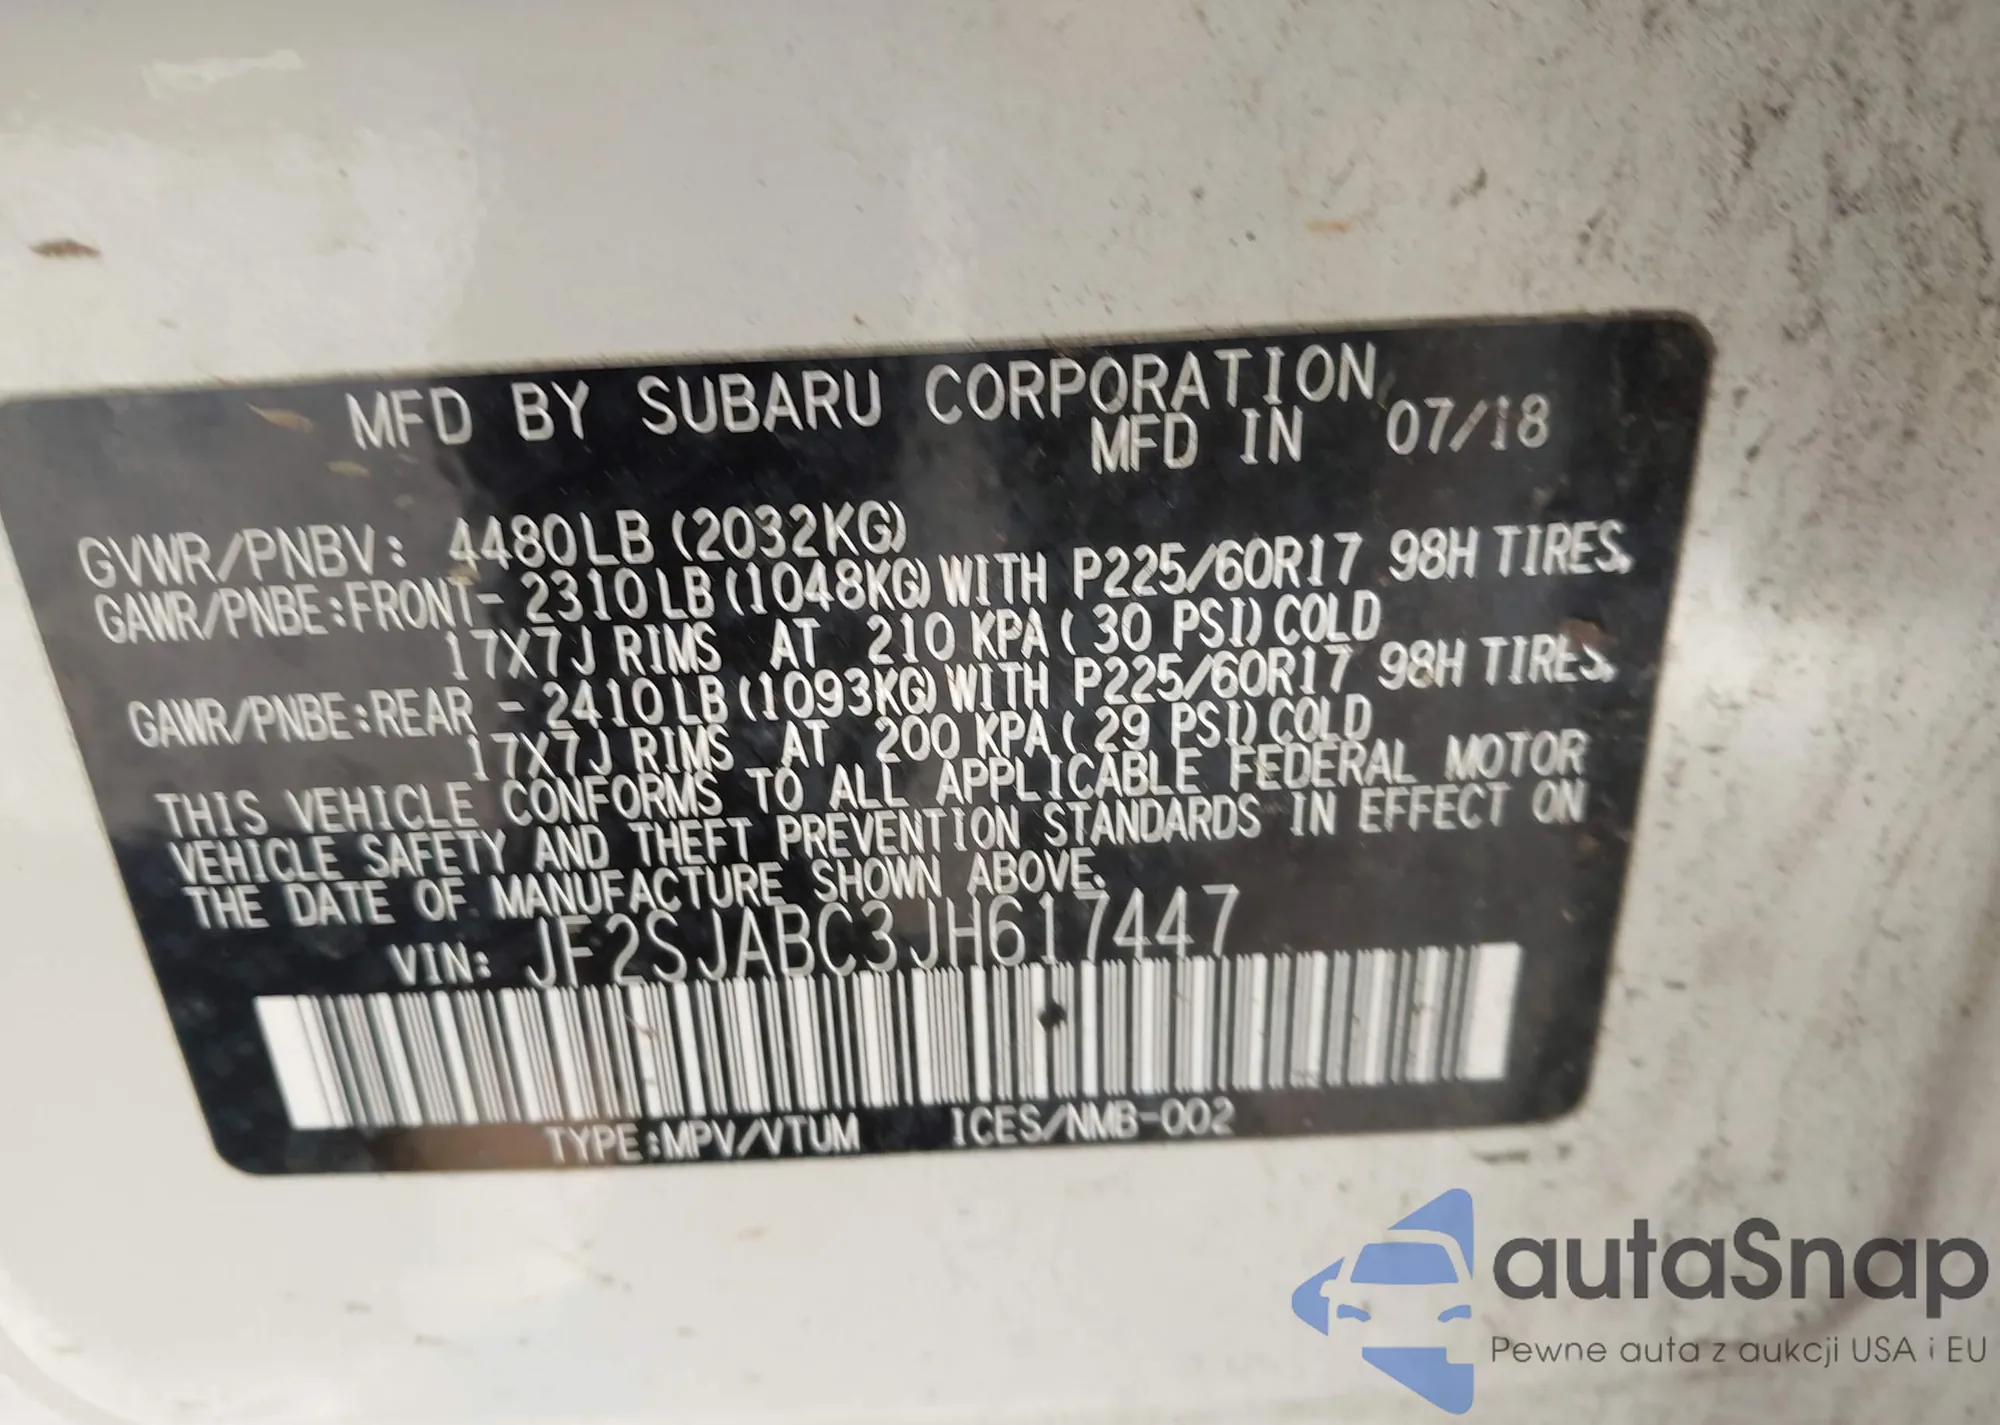 MFD BY SUBARU CORPORATION
MFD IN 07/18
GVWR/PNBV: 4480LB (2032KG)
GAWR/PNBE:FRONT- 2310LB (1048KG) WITH P225/60R17 98H TIRES,
17X7J RIMS AT 210 KPA ( 30 PSI) COLD
GAWR/PNBE:REAR - 2410LB (1093KG) WITH P225/60R17 98H TIRES,
17X7J RIMS AT 200 KPA ( 29 PSI) COLD
THIS VEHICLE CONFORMS TO ALL APPLICABLE FEDERAL MOTOR
VEHICLE SAFETY AND THEFT PREVENTION STANDARDS IN EFFECT ON
THE DATE OF MANUFACTURE SHOWN ABOVE.
VIN: JF2SJABC3JH617447
TYPE:MPV/VTUM ICES/NMB-002
autaSnap
Pewne auta z aukcji USA i EU